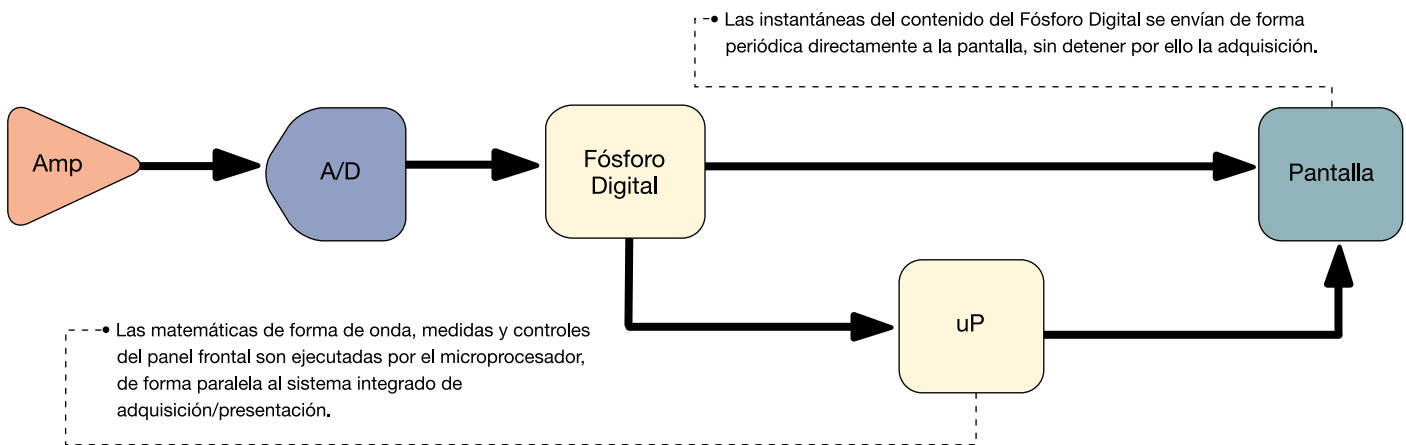 • Las instantáneas del contenido del Fósforo Digital se envían de forma
periódica directamente a la pantalla, sin detener por ello la adquisición.
Amp
A/D
Fósforo
Digital
Pantalla
uP
• Las matemáticas de forma de onda, medidas y controles
del panel frontal son ejecutadas por el microprocesador,
de forma paralela al sistema integrado de
adquisición/presentación.